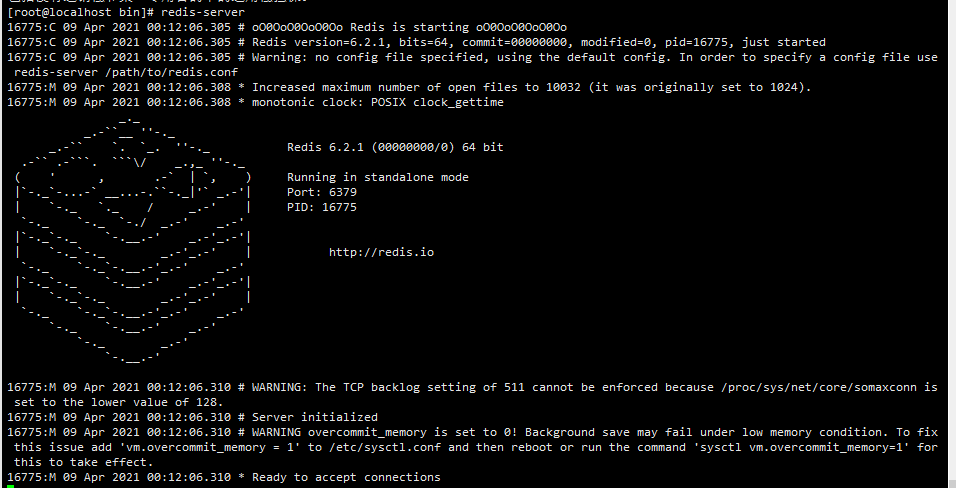 [root@localhost bin]# redis-server
16775:C 09 Apr 2021 00:12:06.305 # oO0OoO0OoO0Oo Redis is starting oO0OoO0OoO0Oo
16775:C 09 Apr 2021 00:12:06.305 # Redis version=6.2.1, bits=64, commit=00000000, modified=0, pid=16775, just started
16775:C 09 Apr 2021 00:12:06.305 # Warning: no config file specified, using the default config. In order to specify a config file use
redis-server /path/to/redis.conf
16775:M 09 Apr 2021 00:12:06.308 * Increased maximum number of open files to 10032 (it was originally set to 1024).
16775:M 09 Apr 2021 00:12:06.308 * monotonic clock: POSIX clock_gettime
Redis 6.2.1 (00000000/0) 64 bit
Running in standalone mode
Port: 6379
PID: 16775
http://redis.io
16775:M 09 Apr 2021 00:12:06.310 # WARNING: The TCP backlog setting of 511 cannot be enforced because /proc/sys/net/core/somaxconn is
set to the lower value of 128.
16775:M 09 Apr 2021 00:12:06.310 # Server initialized
16775:M 09 Apr 2021 00:12:06.310 # WARNING overcommit_memory is set to 0! Background save may fail under low memory condition. To fix
this issue add 'vm.overcommit_memory = 1' to /etc/sysctl.conf and then reboot or run the command 'sysctl vm.overcommit_memory=1' for
this to take effect.
16775:M 09 Apr 2021 00:12:06.310 * Ready to accept connections